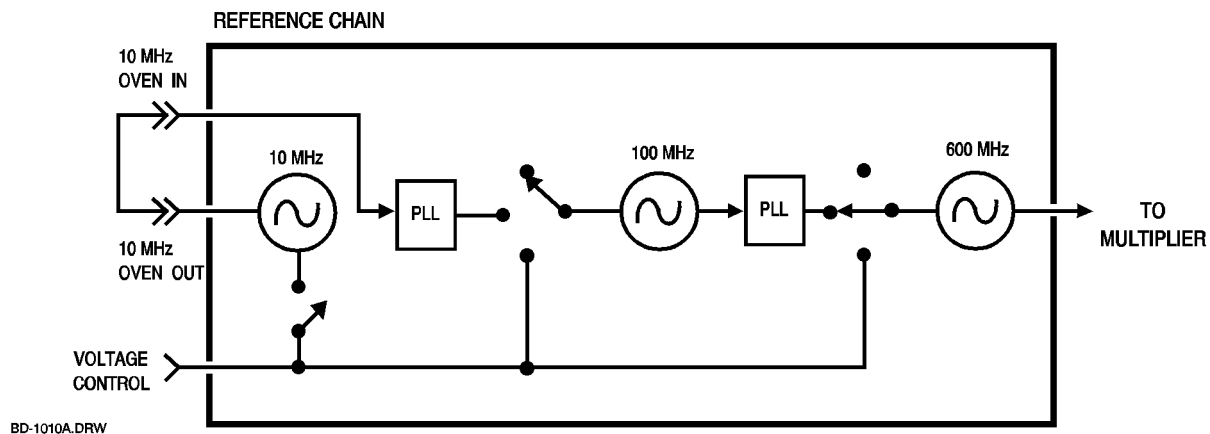 REFERENCE CHAIN
10 MHz
OVEN IN
10 MHz
100 MHz
600 MHz
PLL
PLL
TO
MULTIPLIER
10 MHz
OVEN OUT
VOLTAGE
CONTROL
BD-1010A.DRW